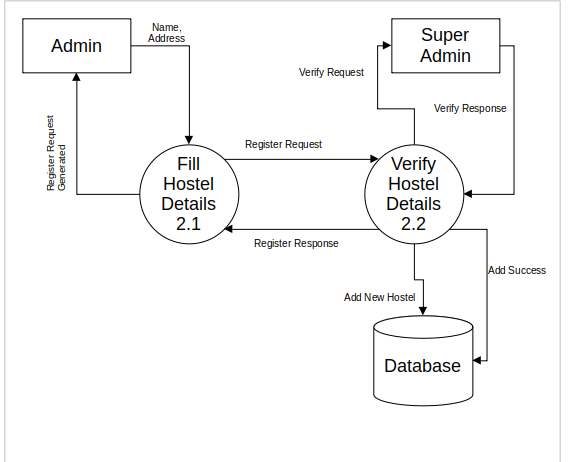 Admin
Name,
Address
Super
Admin
Verify Request
Verify Response
Register Request
Generated
Fill
Hostel
Details
2.1
Register Request
Verify
Hostel
Details
2.2
Register Response
Add Success
Add New Hostel
Database